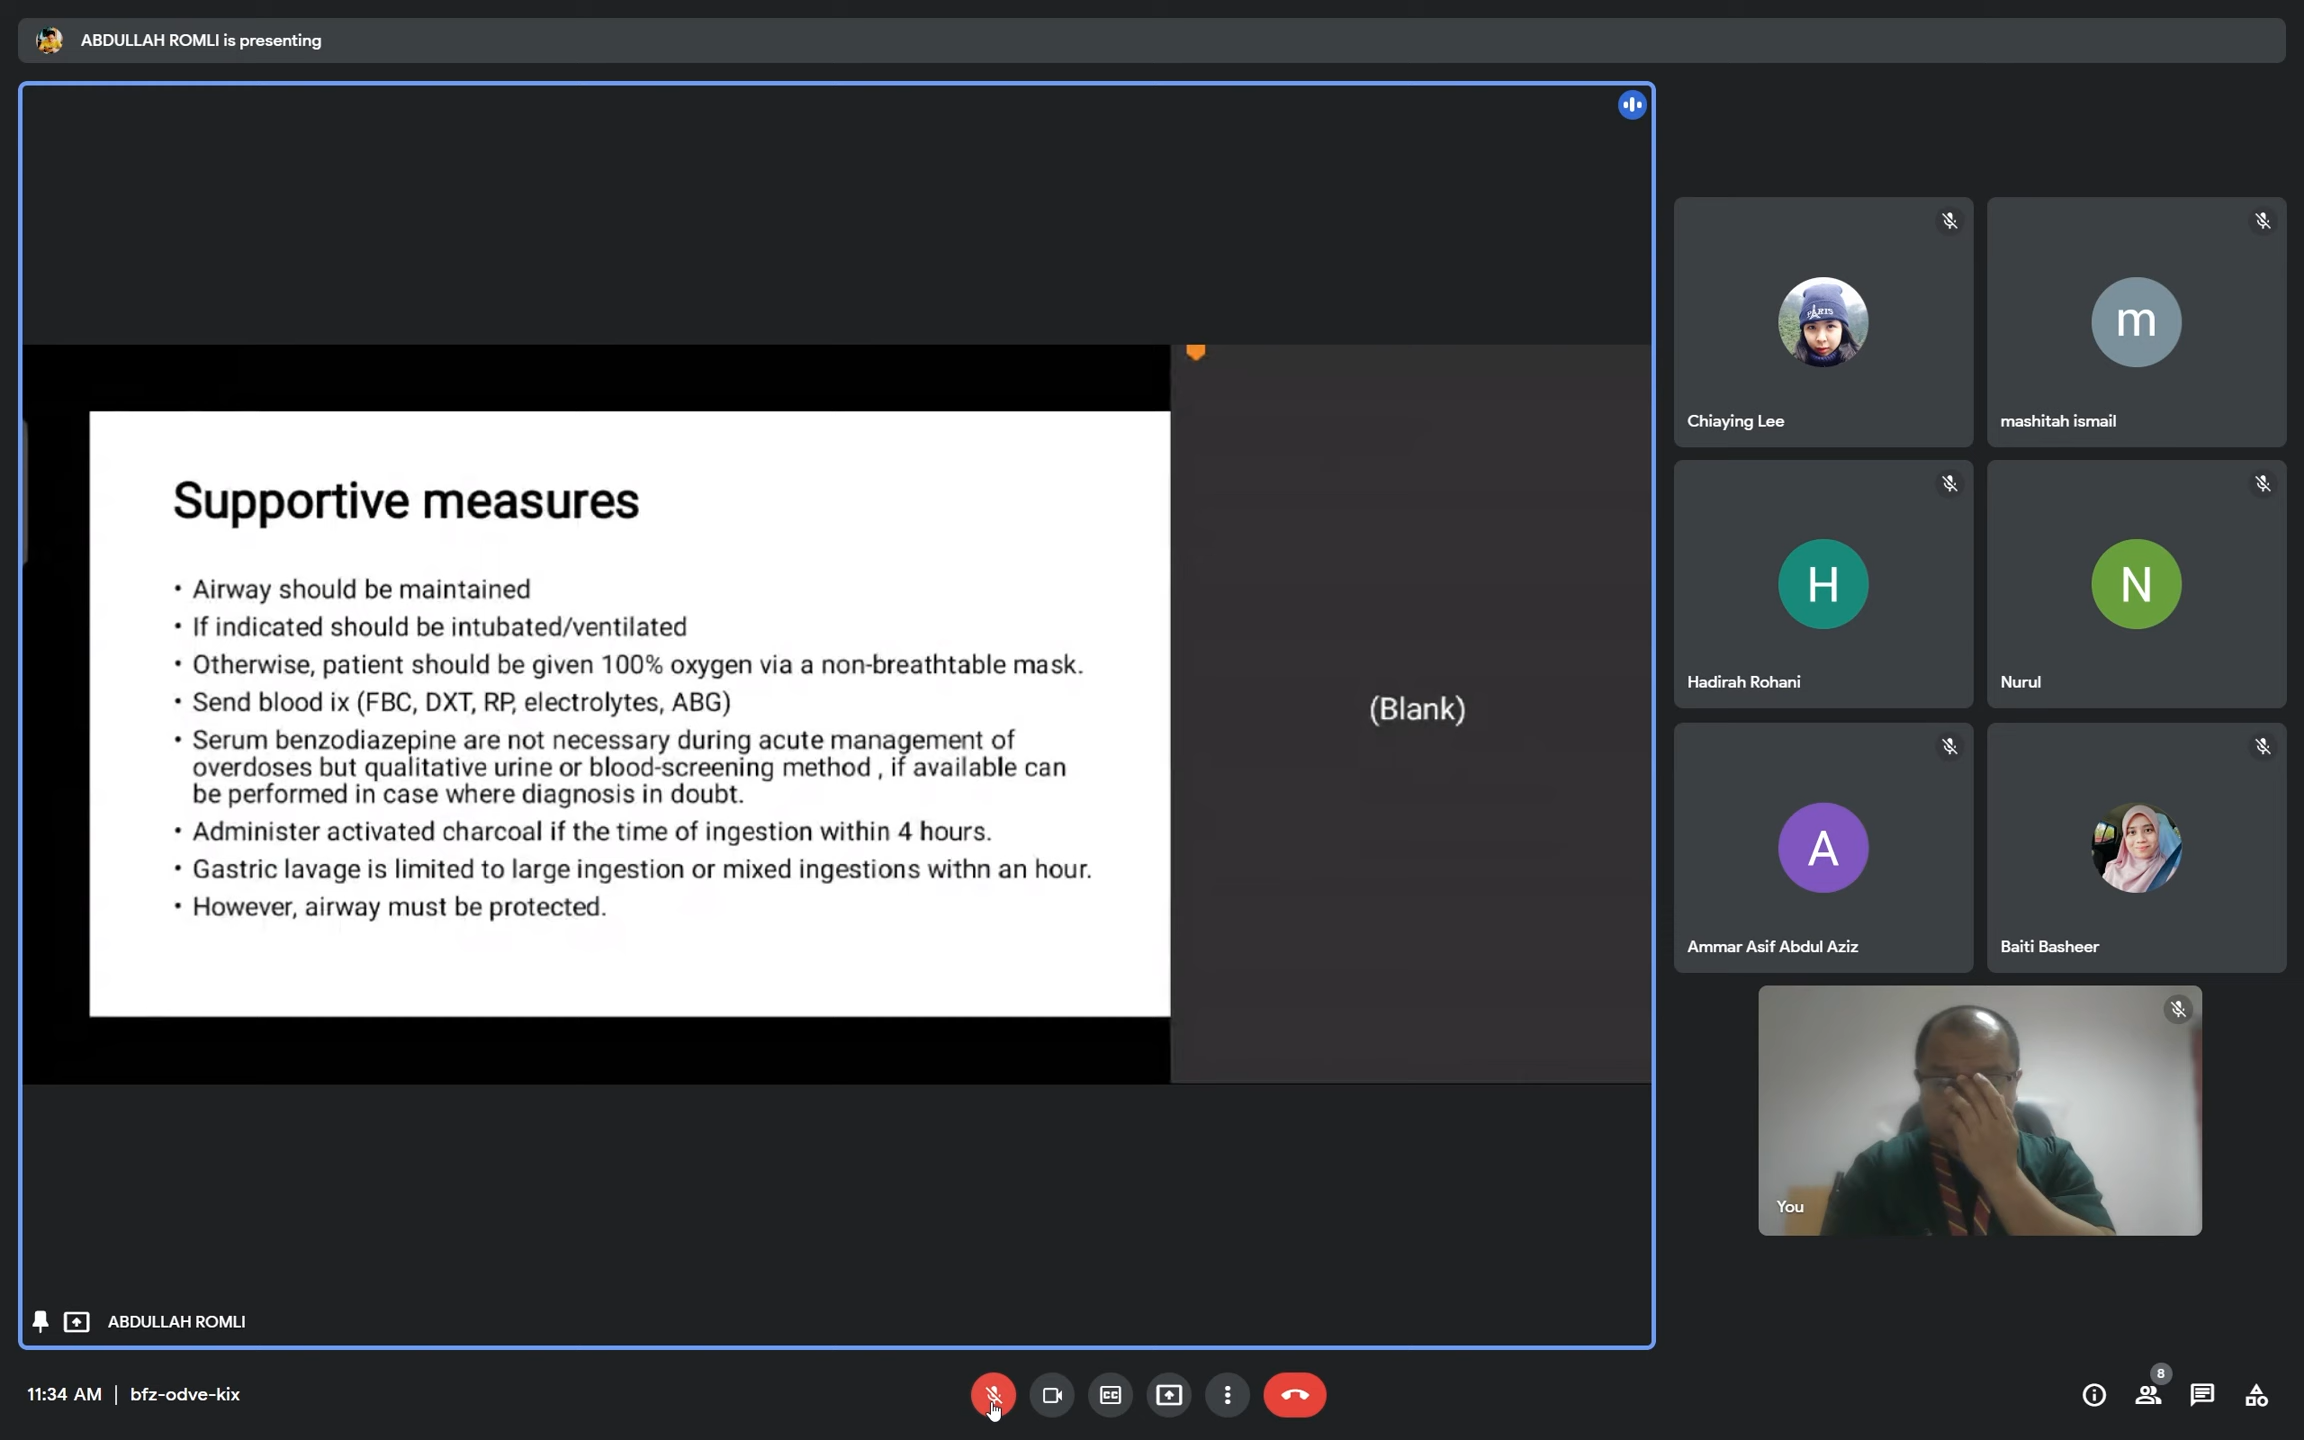 ABDULLAH ROMLI is presenting
Supportive measures
• Airway should be maintained
• If indicated should be intubated/ventilated
• Otherwise, patient should be given 100% oxygen via a non-breathtable mask.
• Send blood ix (FBC, DXT, RP, electrolytes, ABG)
• Serum benzodiazepine are not necessary during acute management of
overdoses but qualitative urine or blood-screening method , if available can
be performed in case where diagnosis in doubt.
• Administer activated charcoal if the time of ingestion within 4 hours.
• Gastric lavage is limited to large ingestion or mixed ingestions withn an hour.
• However, airway must be protected.
(Blank)
PARIS
Chiaying Lee
m
mashitah ismail
H
Hadirah Rohani
N
Nurul
A
Ammar Asif Abdul Aziz
Baiti Basheer
You
ABDULLAH ROMLI
11:34 AM | bfz-odve-kix
CC
8